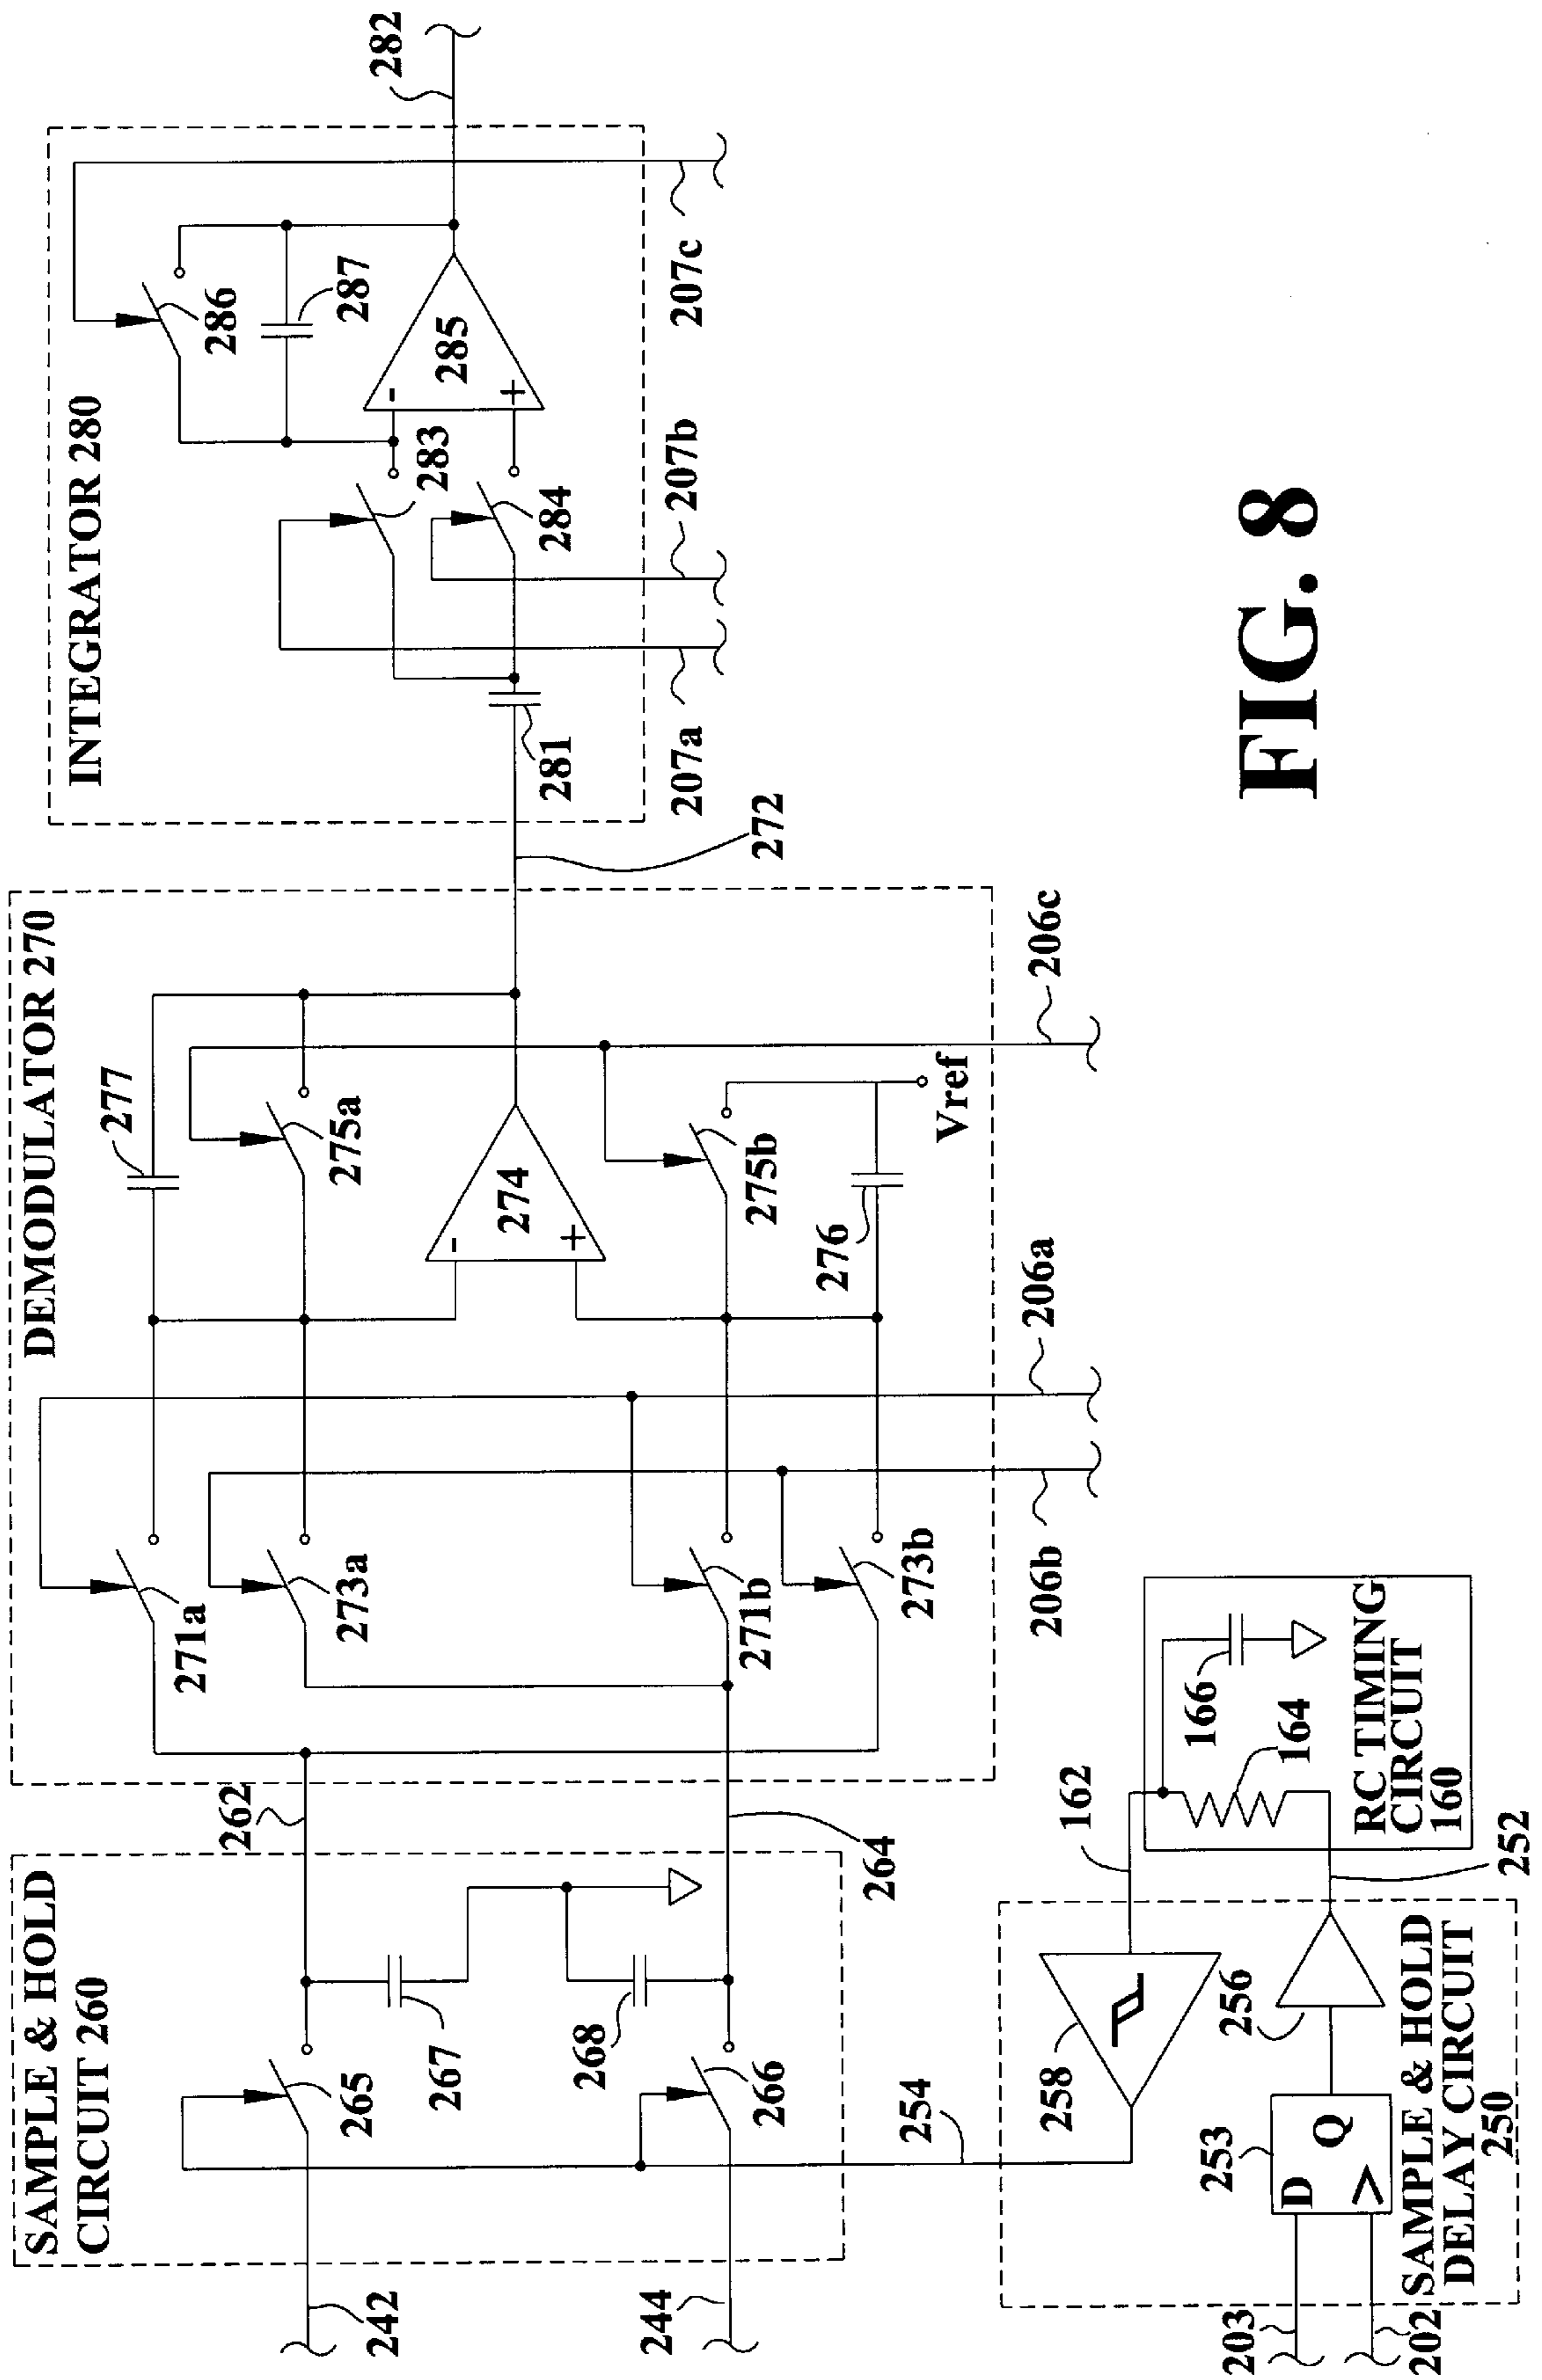 SAMPLE & HOLD
CIRCUIT 260
242
244
265
266
267
268
262
264
254
DEMODULATOR 270
271a
273a
271b
273b
206b
206a
206c
277
275a
274
-
+
275b
276
Vref
272
INTEGRATOR 280
281
283
284
285
-
+
286
287
207a
207b
207c
282
203
202
253
D
Q
256
258
SAMPLE & HOLD
DELAY CIRCUIT
250
162
252
166
164
RC TIMING
CIRCUIT
160
FIG. 8